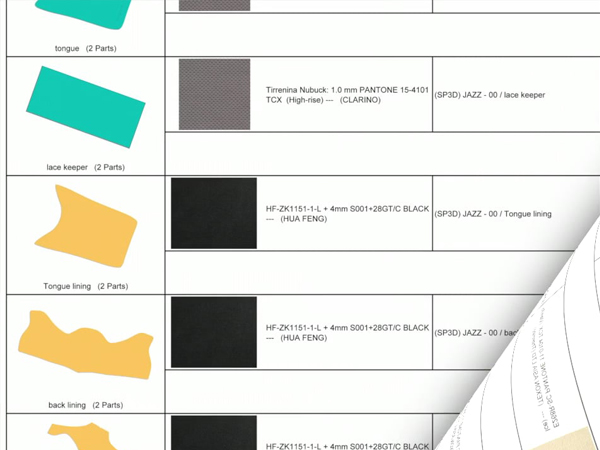 tongue (2 Parts)
Tirrenina Nubuck: 1.0 mm PANTONE 15-4101
TCX (High-rise) --- (CLARINO)
(SP3D) JAZZ - 00 / lace keeper
lace keeper (2 Parts)
HF-ZK1151-1-L + 4mm S001+28GT/C BLACK
--- (HUA FENG)
(SP3D) JAZZ - 00 / Tongue lining
Tongue lining (2 Parts)
HF-ZK1151-1-L + 4mm S001+28GT/C BLACK
--- (HUA FENG)
(SP3D) JAZZ - 00 /
back lining (2 Parts)
HF-ZK1151-1-L + 4mm S001+28GT/C BLACK